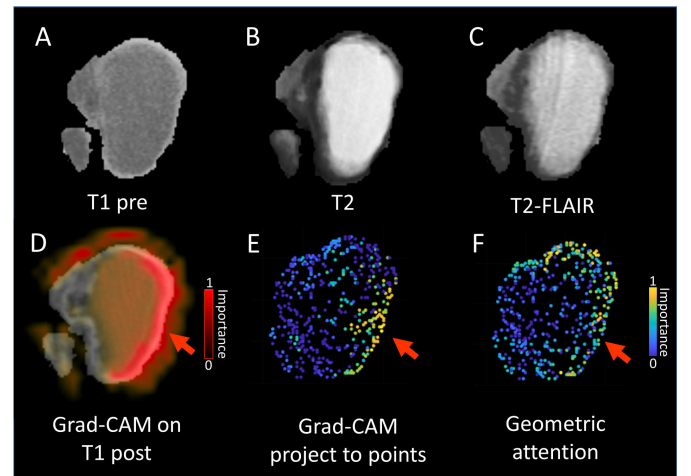 A
B
C
T1 pre
T2
T2-FLAIR
D
1
Importance
0
E
F
1
Importance
0
Grad-CAM on
T1 post
Grad-CAM
project to points
Geometric
attention